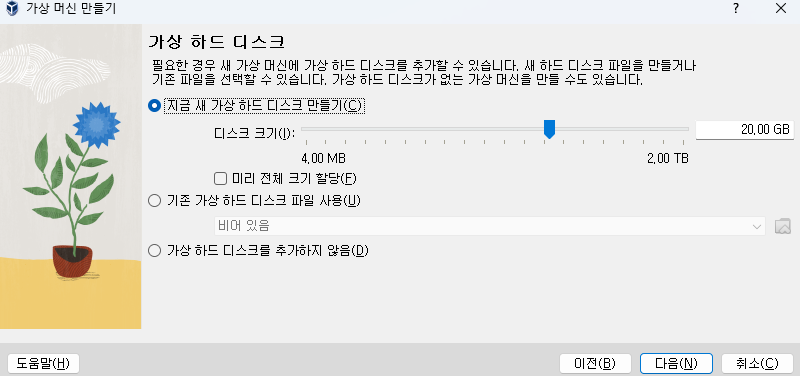 가상 머신 만들기
?
가상 하드 디스크
필요한 경우 새 가상 머신에 가상 하드 디스크를 추가할 수 있습니다. 새 하드 디스크 파일을 만들거나
기존 파일을 선택할 수 있습니다. 가상 하드 디스크가 없는 가상 머신을 만들 수도 있습니다.
지금 새 가상 하드 디스크 만들기(C)
디스크 크기(I):
20,00 GB
4,00 MB
2,00 TB
미리 전체 크기 할당(F)
기존 가상 하드 디스크 파일 사용(U)
비어 있음
가상 하드 디스크를 추가하지 않음(D)
도움말(H)
이전(B)
다음(N)
취소(C)